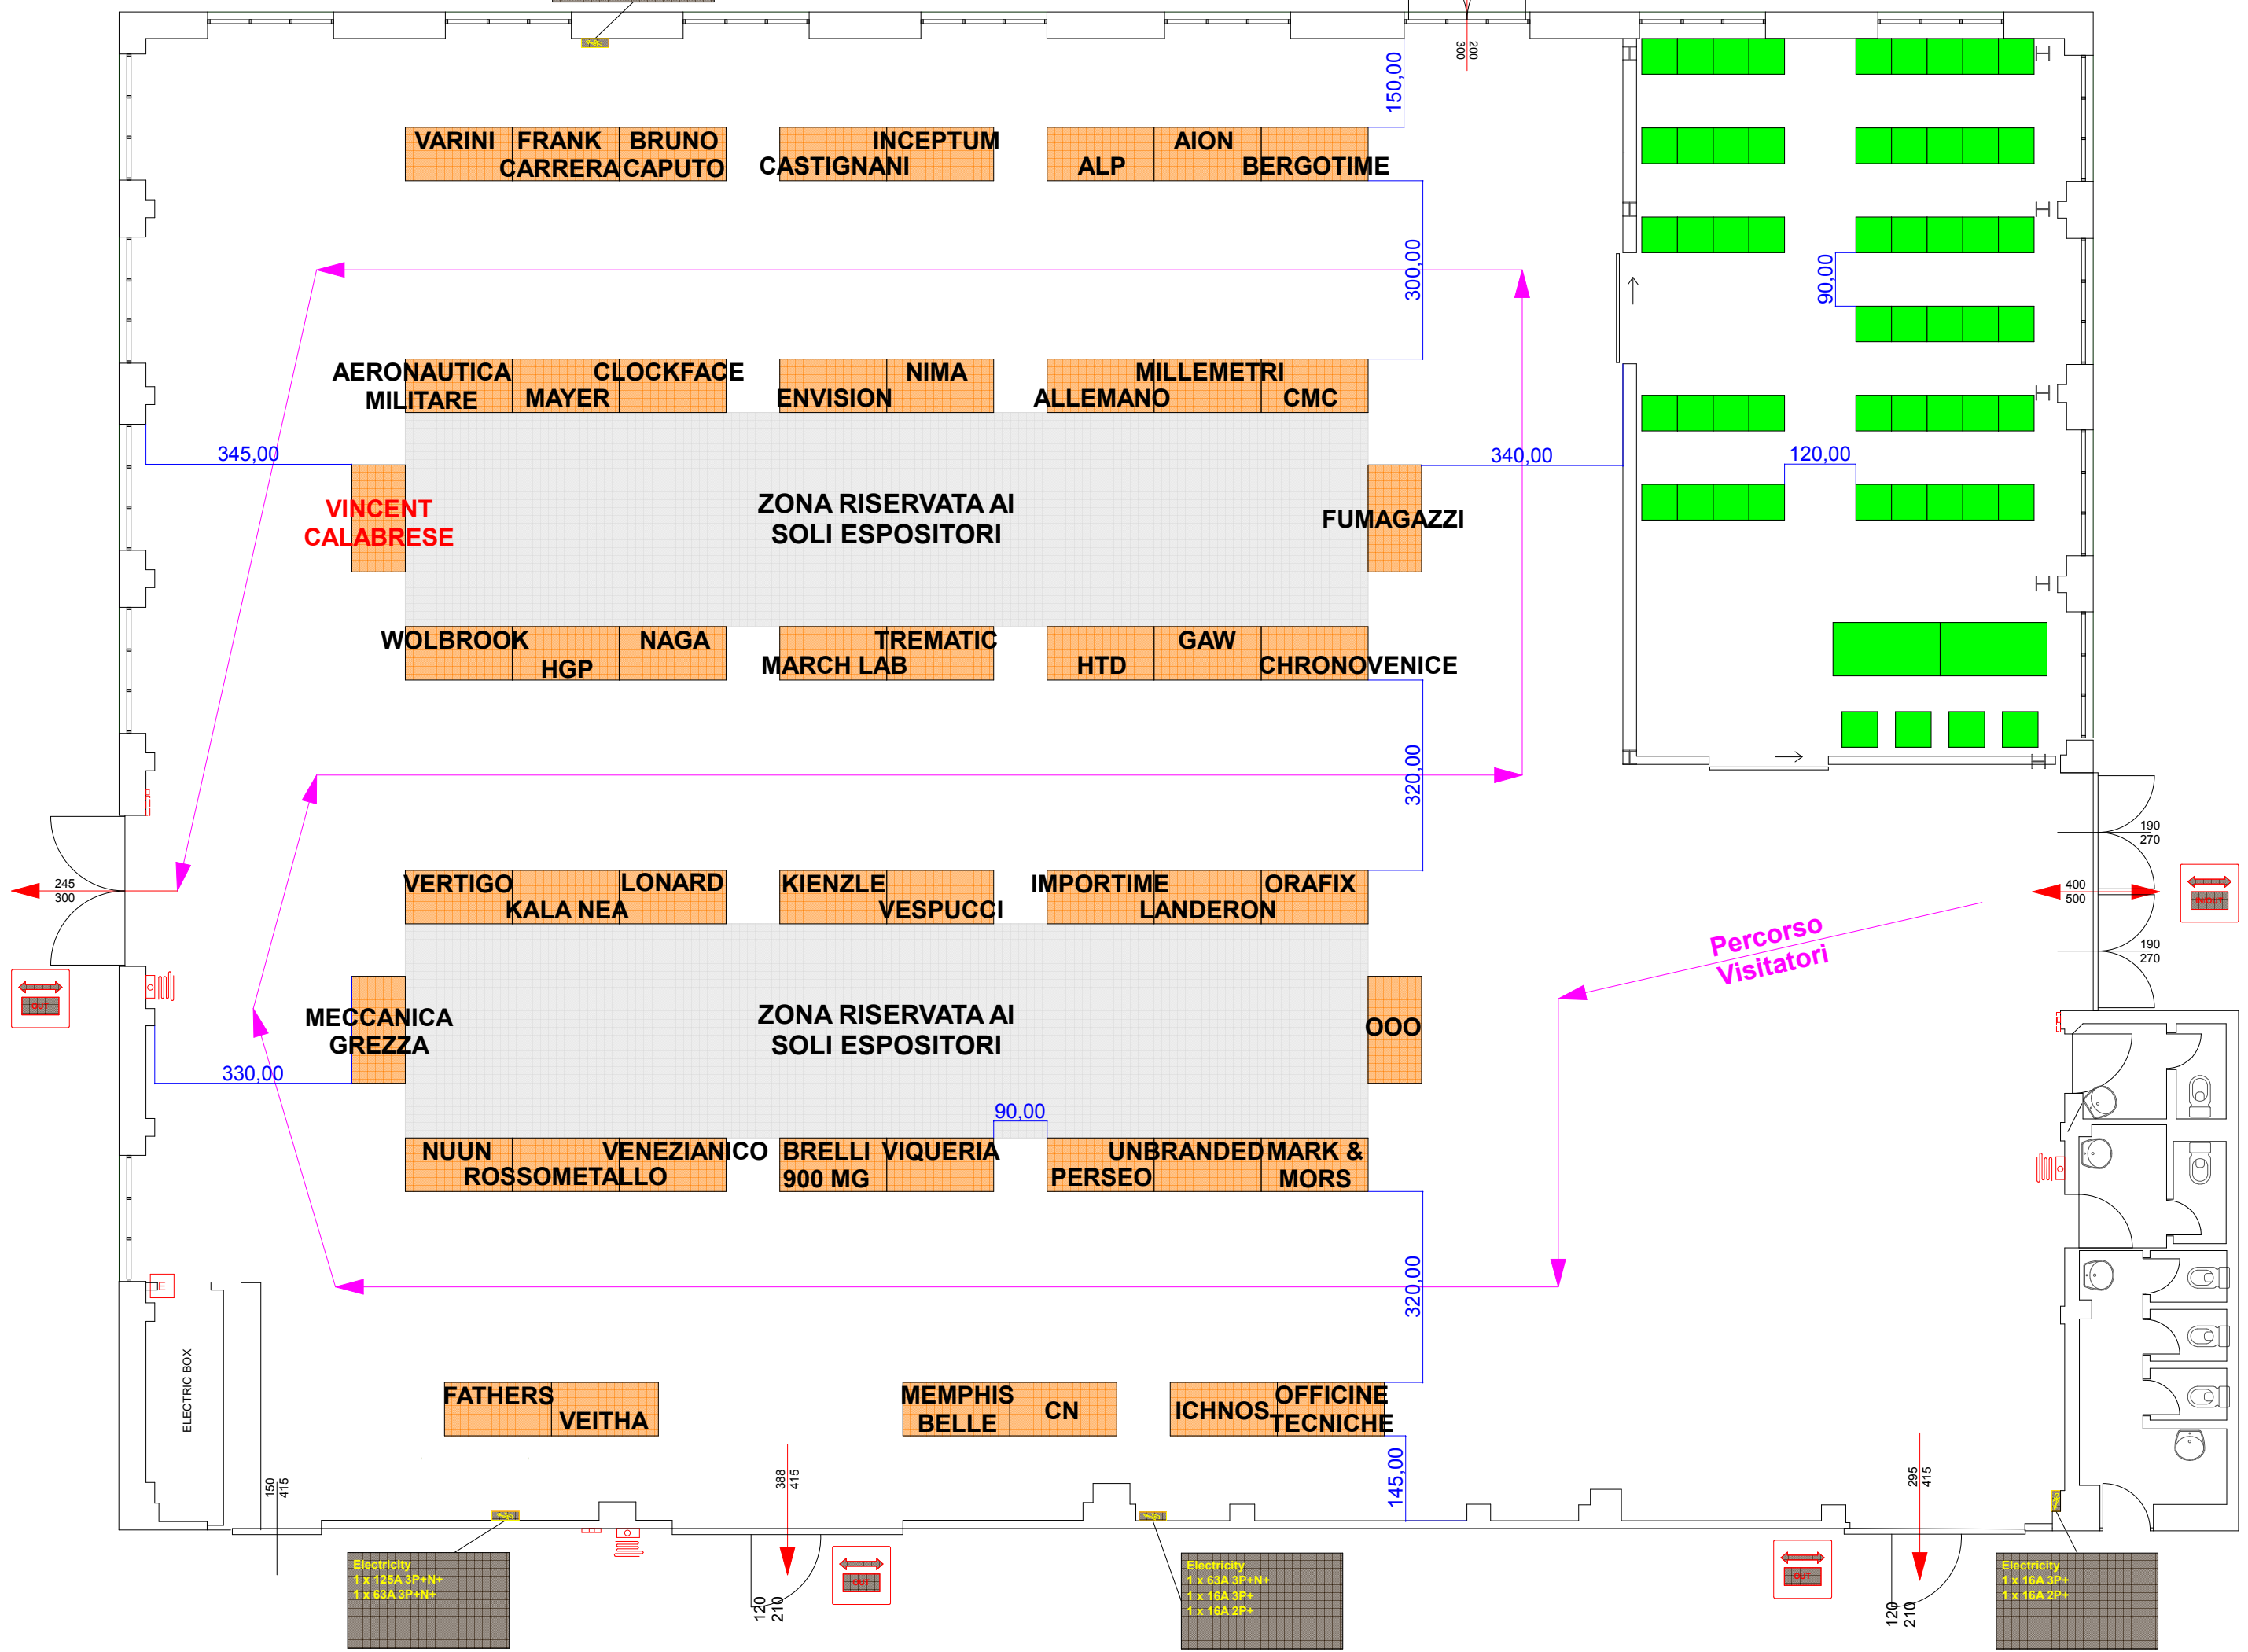 200
300
150,00
VARINI
FRANK
CARRERA
BRUNO
CAPUTO
CASTIGNANI
INCEPTUM
ALP
AION
BERGOTIME
300,00
90,00
AERONAUTICA
MILITARE
MAYER
CLOCKFACE
ENVISION
NIMA
ALLEMANO
MILLEMETRI
CMC
345,00
340,00
120,00
VINCENT
CALABRESE
ZONA RISERVATA AI
SOLI ESPOSITORI
FUMAGAZZI
WOLBROOK
HGP
NAGA
MARCH LAB
TREMATIC
HTD
GAW
CHRONOVENICE
320,00
190
270
245
300
VERTIGO
KALA NEA
LONARD
KIENZLE
VESPUCCI
IMPORTIME
LANDERON
ORAFIX
400
500
IN/OUT
Percorso
Visitatori
190
270
OUT
MECCANICA
GREZZA
ZONA RISERVATA AI
SOLI ESPOSITORI
OOO
330,00
90,00
NUUN
ROSSOMETALLO
VENEZIANICO
BRELLI
900 MG
VIQUERIA
PERSEO
UNBRANDED
MARK &
MORS
E
320,00
ELECTRIC BOX
FATHERS
VEITHA
MEMPHIS
BELLE
CN
ICHNOS
OFFICINE
TECNICHE
150
415
388
415
145,00
295
415
Electricity
1 x 125A 3P+N+
1 x 63A 3P+N+
120
210
OUT
Electricity
1 x 63A 3P+N+
1 x 16A 3P+
1 x 16A 2P+
OUT
120
210
Electricity
1 x 16A 3P+
1 x 16A 2P+